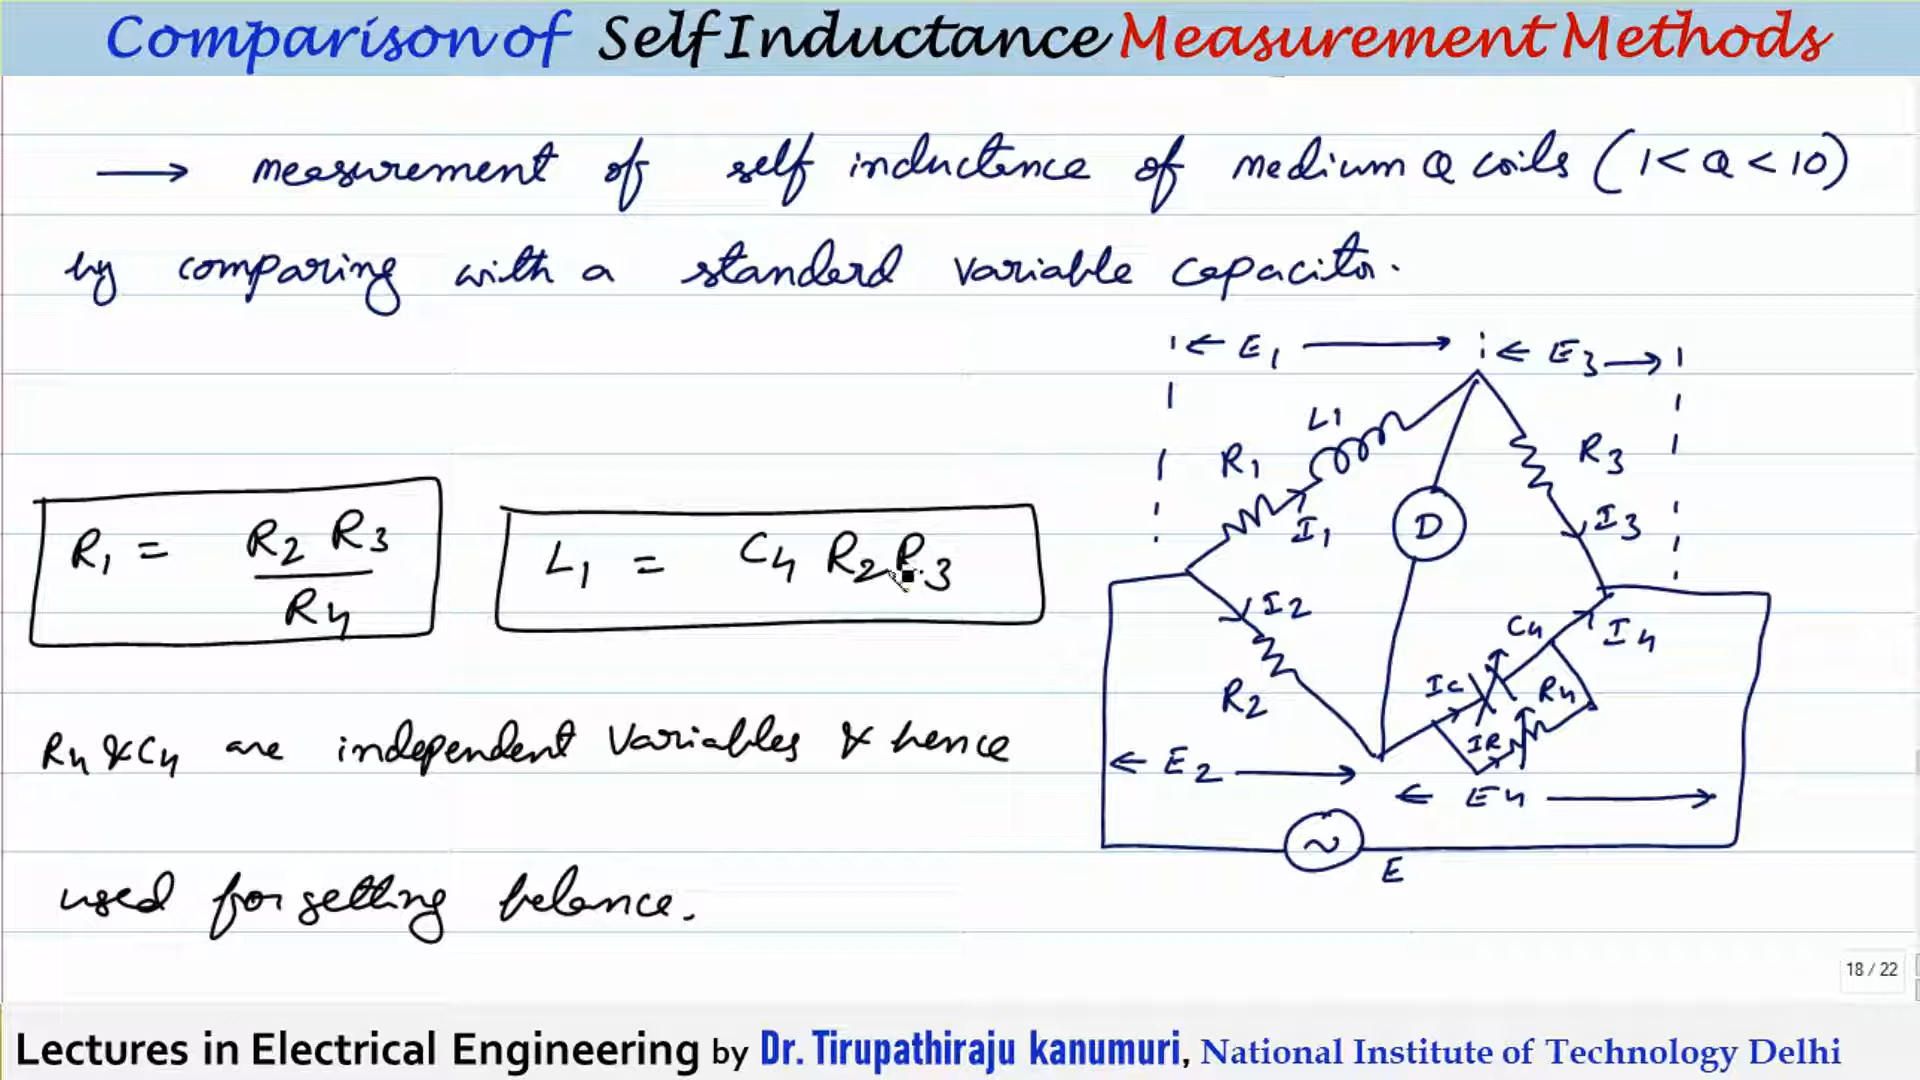 Comparison of Self Inductance Measurement Methods
→ measurement of self inductance of medium Q coils (1 < Q < 10)
by comparing with a standard variable capacitor.
← E1 → ← E3 →
L1
R1
R3
I1
D
I3
R1 = R2 R3 / R4
L1 = C4 R2 R3
I2
C4
I4
R2
IC
R4
IR
R4 & C4 are independent variables & hence
← E2 →
← E4 →
~
E
used for getting balance.
18 / 22
Lectures in Electrical Engineering by Dr. Tirupathiraju kanumuri, National Institute of Technology Delhi